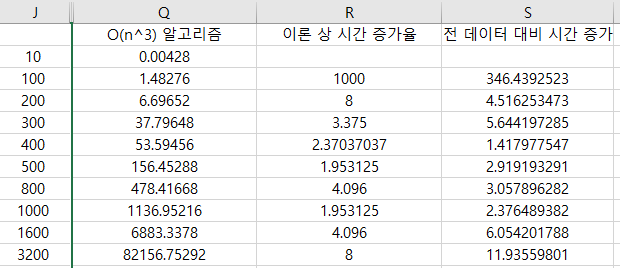 J Q R S
O(n^3) 알고리즘 이론 상 시간 증가율 전 데이터 대비 시간 증가
10 0.00428
100 1.48276 1000 346.4392523
200 6.69652 8 4.516253473
300 37.79648 3.375 5.644197285
400 53.59456 2.37037037 1.417977547
500 156.45288 1.953125 2.919193291
800 478.41668 4.096 3.057896282
1000 1136.95216 1.953125 2.376489382
1600 6883.3378 4.096 6.054201788
3200 82156.75292 8 11.93559801